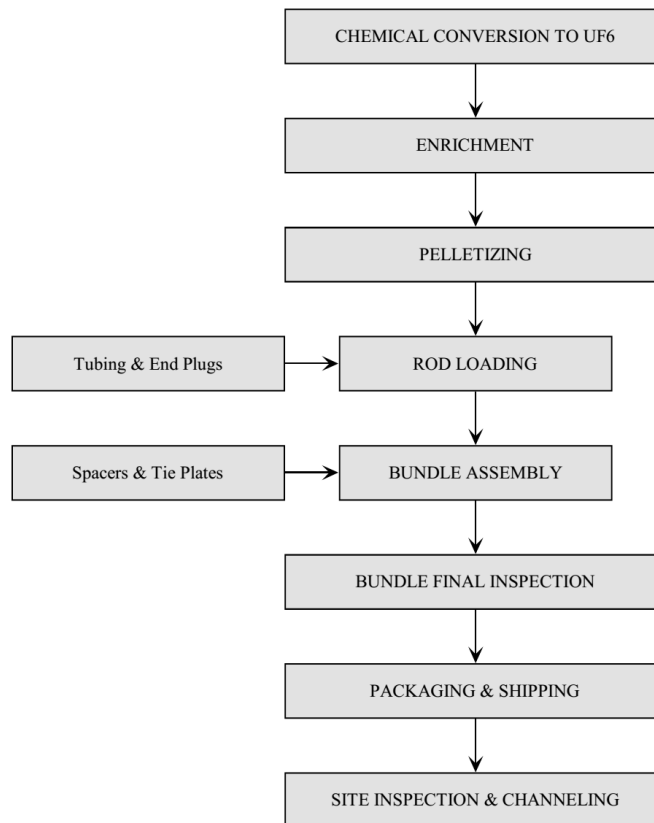 CHEMICAL CONVERSION TO UF6
ENRICHMENT
PELLETIZING
Tubing & End Plugs
ROD LOADING
Spacers & Tie Plates
BUNDLE ASSEMBLY
BUNDLE FINAL INSPECTION
PACKAGING & SHIPPING
SITE INSPECTION & CHANNELING